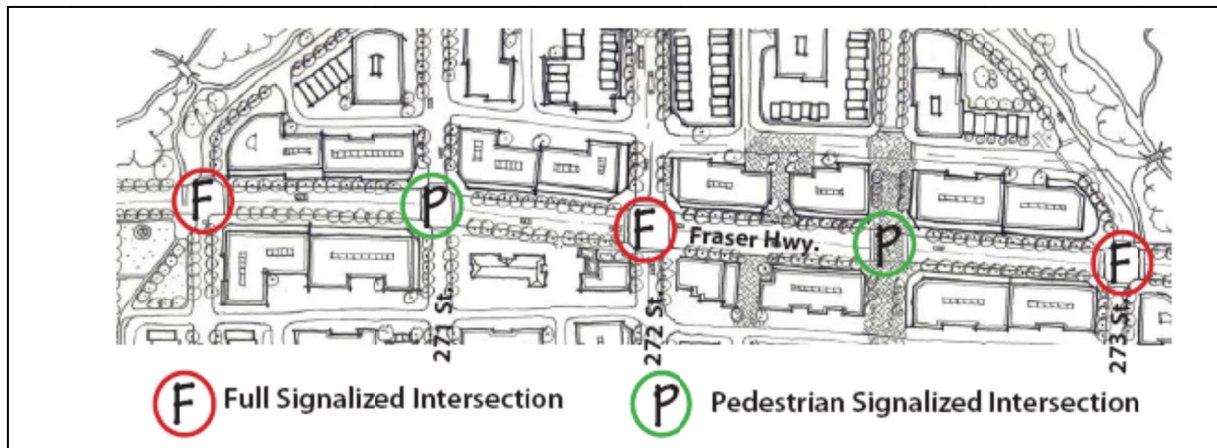 F
P
F
Fraser Hwy.
P
F
271 St.
272 St.
273 St.
F Full Signalized Intersection
P Pedestrian Signalized Intersection